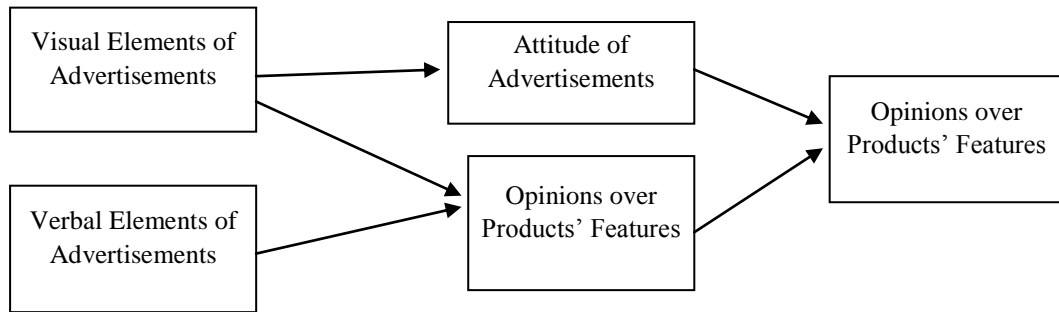 Visual Elements of
Advertisements
Attitude of
Advertisements
Opinions over
Products’ Features
Verbal Elements of
Advertisements
Opinions over
Products’ Features